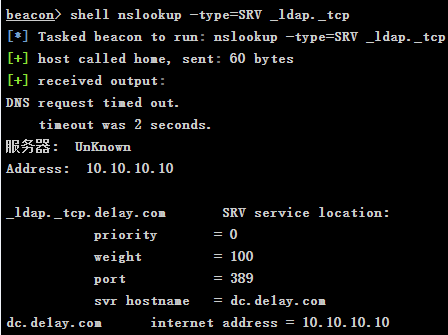 beacon> shell nslookup -type=SRV _ldap._tcp
[*] Tasked beacon to run: nslookup -type=SRV _ldap._tcp
[+] host called home, sent: 60 bytes
[+] received output:
DNS request timed out.
    timeout was 2 seconds.
服务器:  UnKnown
Address:  10.10.10.10

_ldap._tcp.delay.com       SRV service location:
          priority       = 0
          weight         = 100
          port           = 389
          svr hostname   = dc.delay.com
dc.delay.com      internet address = 10.10.10.10